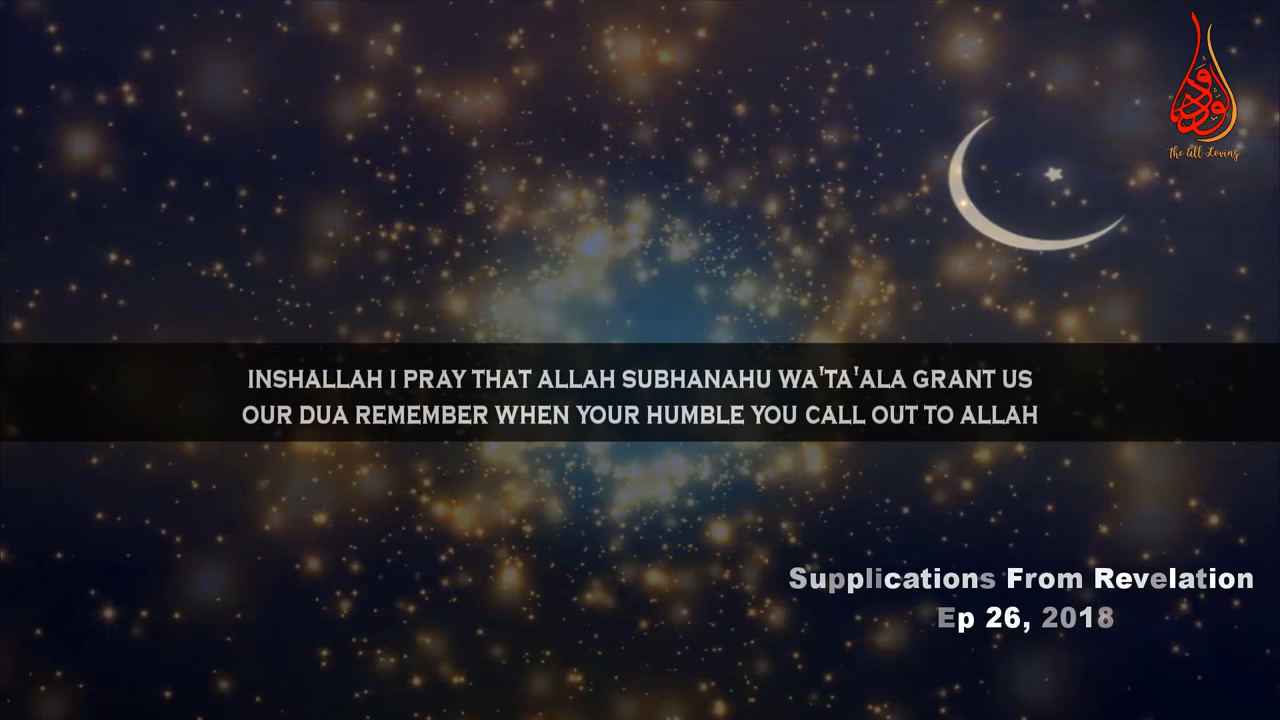 الودود
The All Loving
INSHALLAH I PRAY THAT ALLAH SUBHANAHU WA'TA'ALA GRANT US
OUR DUA REMEMBER WHEN YOUR HUMBLE YOU CALL OUT TO ALLAH
Supplications From Revelation
Ep 26, 2018